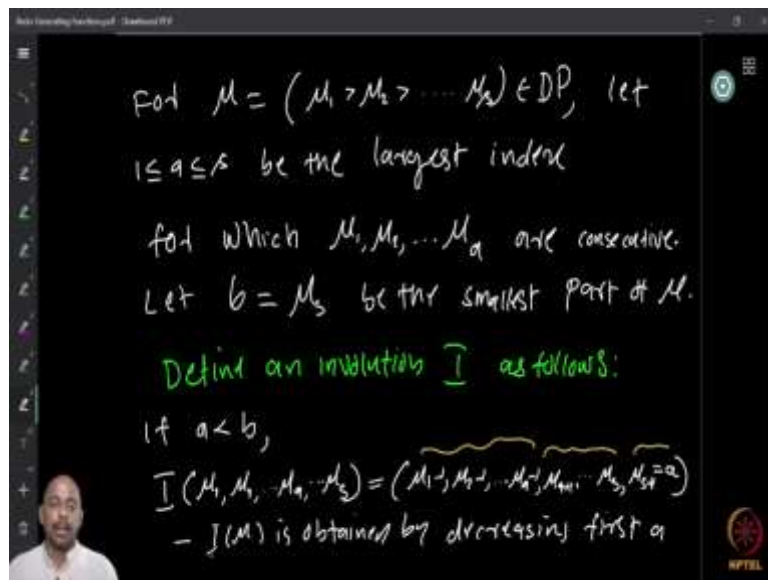 For μ = (μ₁ > μ₂ > ···· μₛ) ∈ DP, let
1 ≤ a ≤ s be the largest index
for which μ₁, μ₂, ... μₐ are consecutive.
Let b = μₛ be the smallest part of μ.
Define an involution I as follows:
If a < b,
I(μ₁, μ₂, ..μₐ, ..μₛ) = (μ₁-1, μ₂-1, ..μₐ-1, μₐ₊₁, ... μₛ, μₛ₊₁=a)
- I(μ) is obtained by decreasing first a
NPTEL